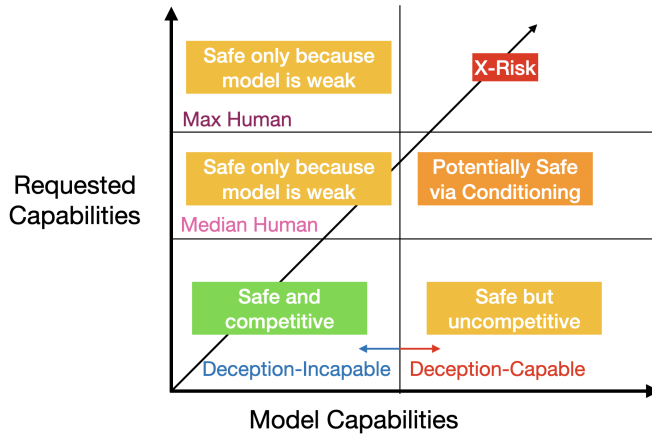 Safe only because
model is weak
X-Risk
Max Human
Requested
Capabilities
Safe only because
model is weak
Potentially Safe
via Conditioning
Median Human
Safe and
competitive
Safe but
uncompetitive
Deception-Incapable
Deception-Capable
Model Capabilities